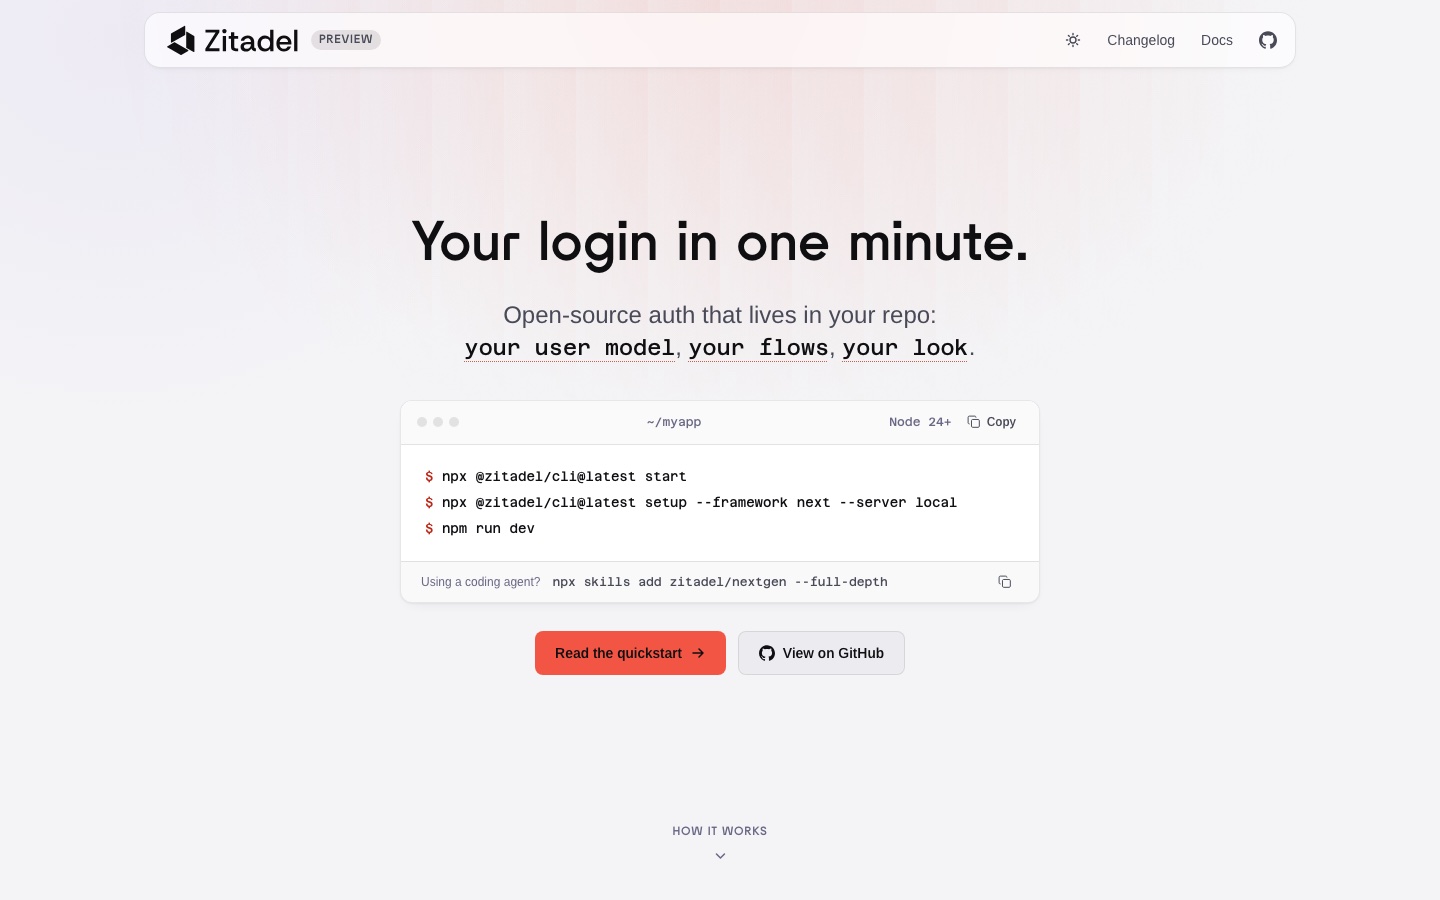 Zitadel PREVIEW Changelog Docs
Your login in one minute.
Open-source auth that lives in your repo:
your user model, your flows, your look.
~/myapp Node 24+ Copy
$ npx @zitadel/cli@latest start
$ npx @zitadel/cli@latest setup --framework next --server local
$ npm run dev
Using a coding agent? npx skills add zitadel/nextgen --full-depth
Read the quickstart → View on GitHub
HOW IT WORKS